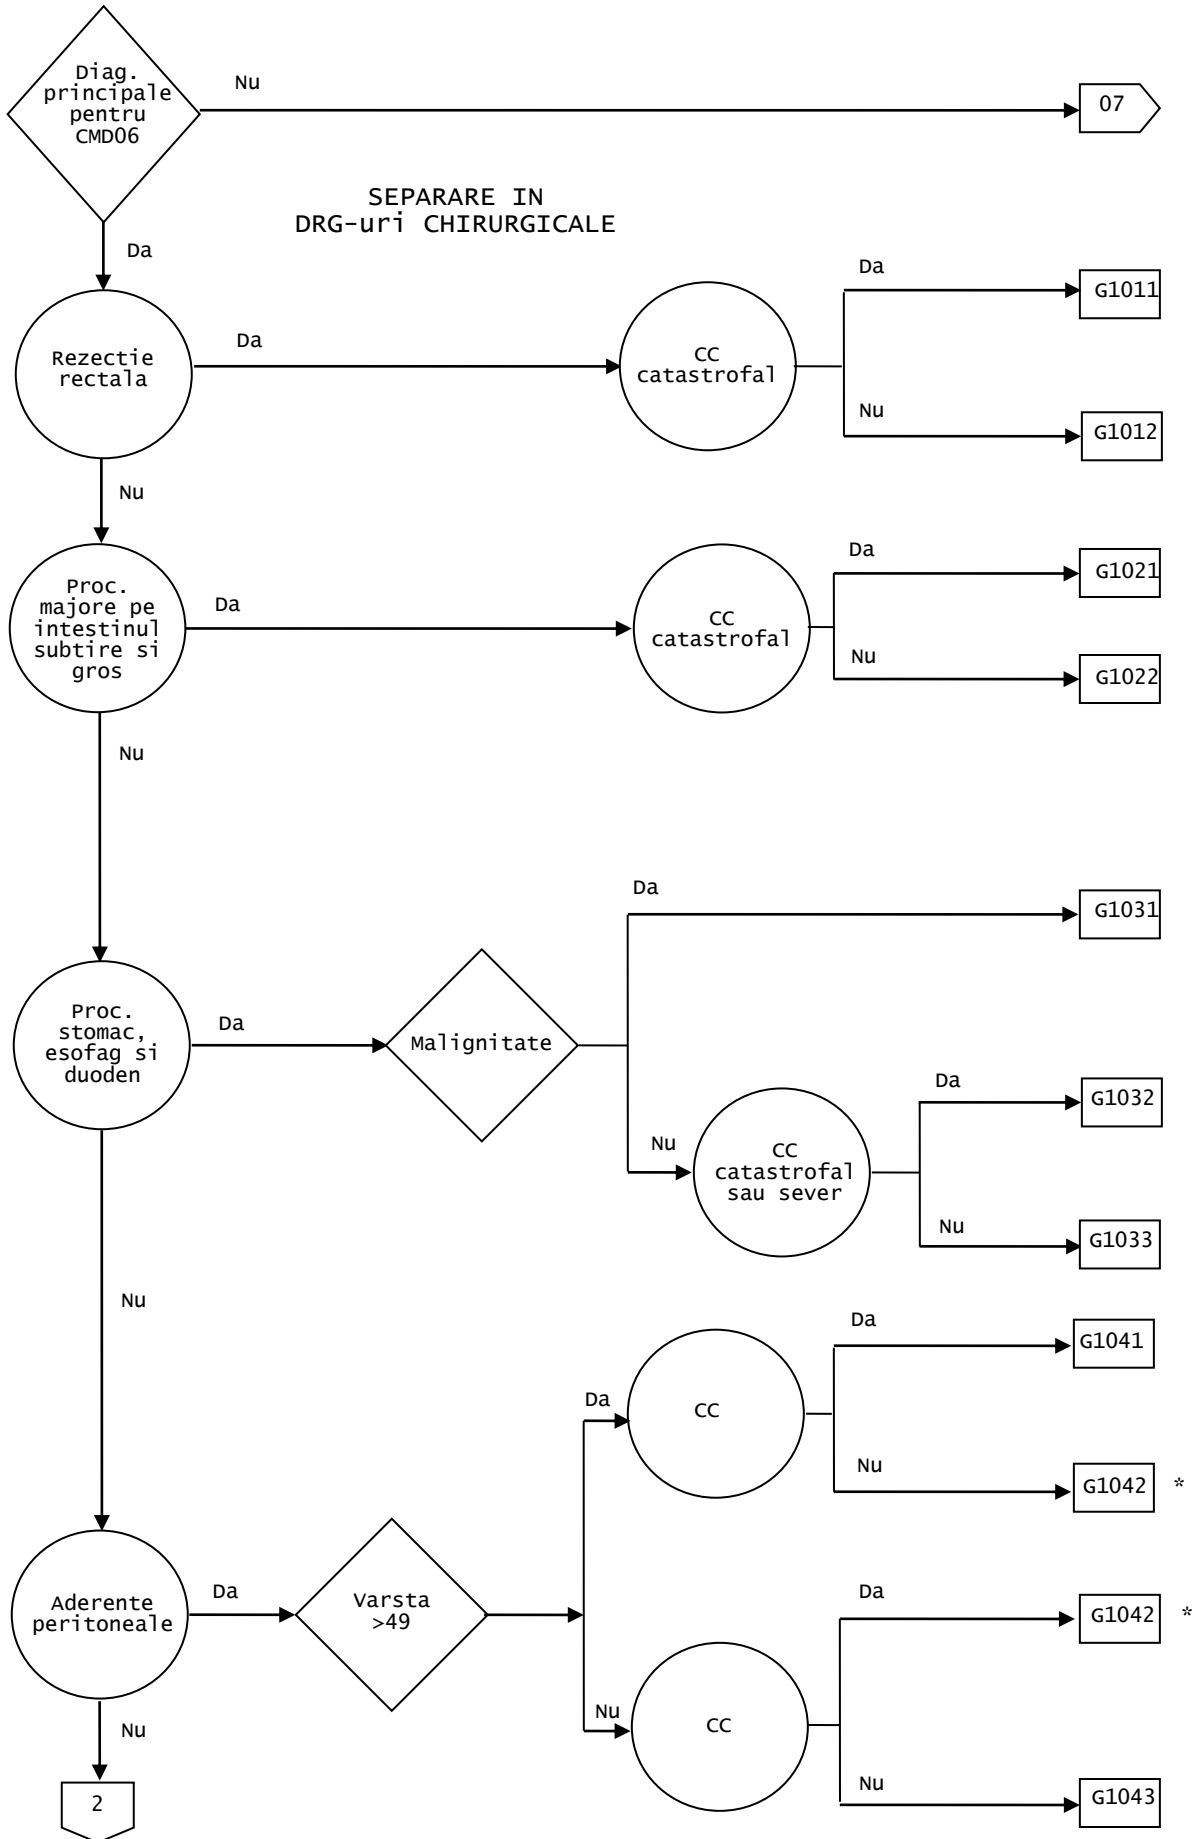 Diag.
principale
pentru
CMD06
Nu
07
SEPARARE IN
DRG-uri CHIRURGICALE
Da
Rezectie
rectala
Da
CC
catastrofal
Da
G1011
Nu
G1012
Nu
Proc.
majore pe
intestinul
subtire si
gros
Da
CC
catastrofal
Da
G1021
Nu
G1022
Nu
Proc.
stomac,
esofag si
duoden
Da
Malignitate
Da
G1031
Nu
CC
catastrofal
sau sever
Da
G1032
Nu
G1033
Nu
Aderente
peritoneale
Da
Varsta
>49
Da
CC
Da
G1041
Nu
G1042 *
Nu
CC
Da
G1042 *
Nu
G1043
Nu
2